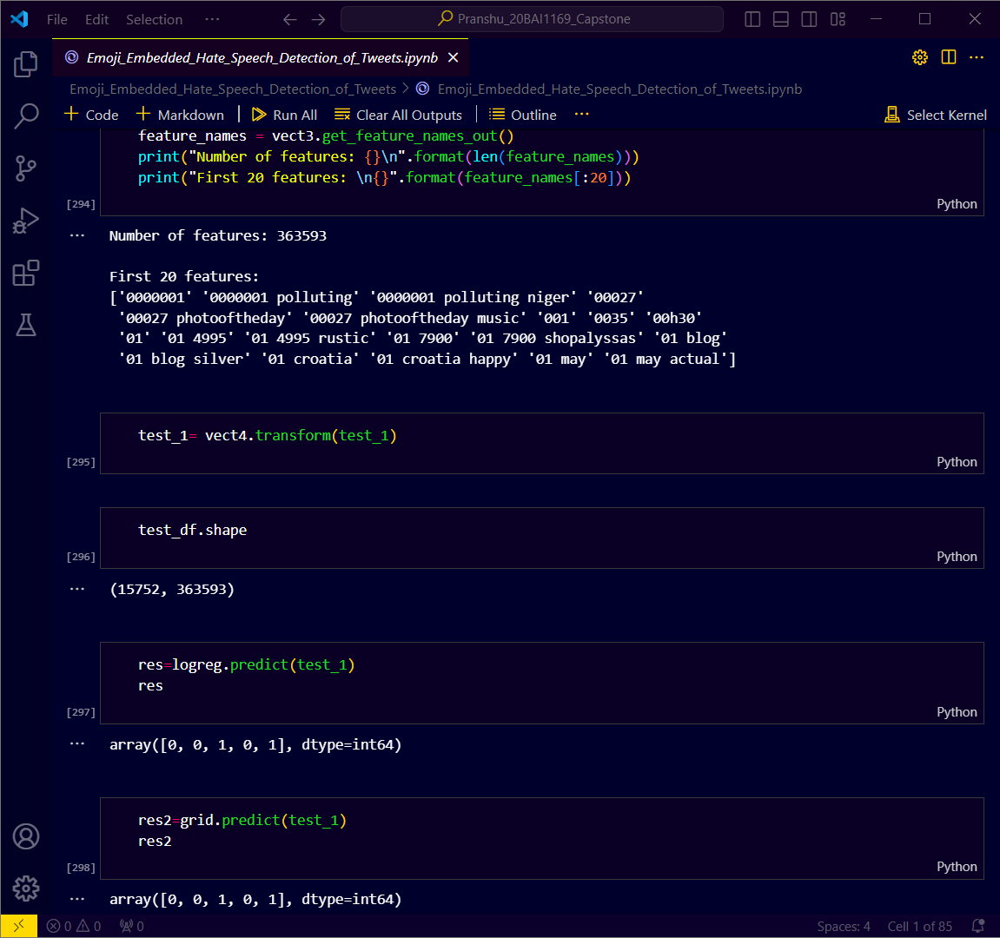 File Edit Selection ··· Pranshu_20BAI1169_Capstone
Emoji_Embedded_Hate_Speech_Detection_of_Tweets.ipynb
Emoji_Embedded_Hate_Speech_Detection_of_Tweets > Emoji_Embedded_Hate_Speech_Detection_of_Tweets.ipynb
+ Code + Markdown | Run All Clear All Outputs | Outline ··· Select Kernel
feature_names = vect3.get_feature_names_out()
print("Number of features: {}\n".format(len(feature_names)))
print("First 20 features: \n{}".format(feature_names[:20]))
[294] Python
··· Number of features: 363593
First 20 features:
['0000001' '0000001 polluting' '0000001 polluting niger' '00027'
'00027 photooftheday' '00027 photooftheday music' '001' '0035' '00h30'
'01' '01 4995' '01 4995 rustic' '01 7900' '01 7900 shopalyssas' '01 blog'
'01 blog silver' '01 croatia' '01 croatia happy' '01 may' '01 may actual']
test_1= vect4.transform(test_1)
[295] Python
test_df.shape
[296] Python
··· (15752, 363593)
res=logreg.predict(test_1)
res
[297] Python
··· array([0, 0, 1, 0, 1], dtype=int64)
res2=grid.predict(test_1)
res2
[298] Python
··· array([0, 0, 1, 0, 1], dtype=int64)
0 0 0 Spaces: 4 Cell 1 of 85